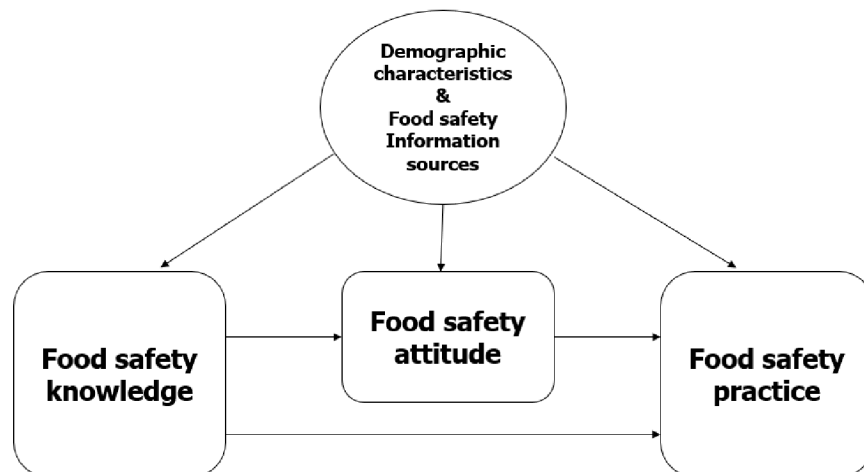 Demographic
characteristics
&
Food safety
Information
sources
Food safety
knowledge
Food safety
attitude
Food safety
practice